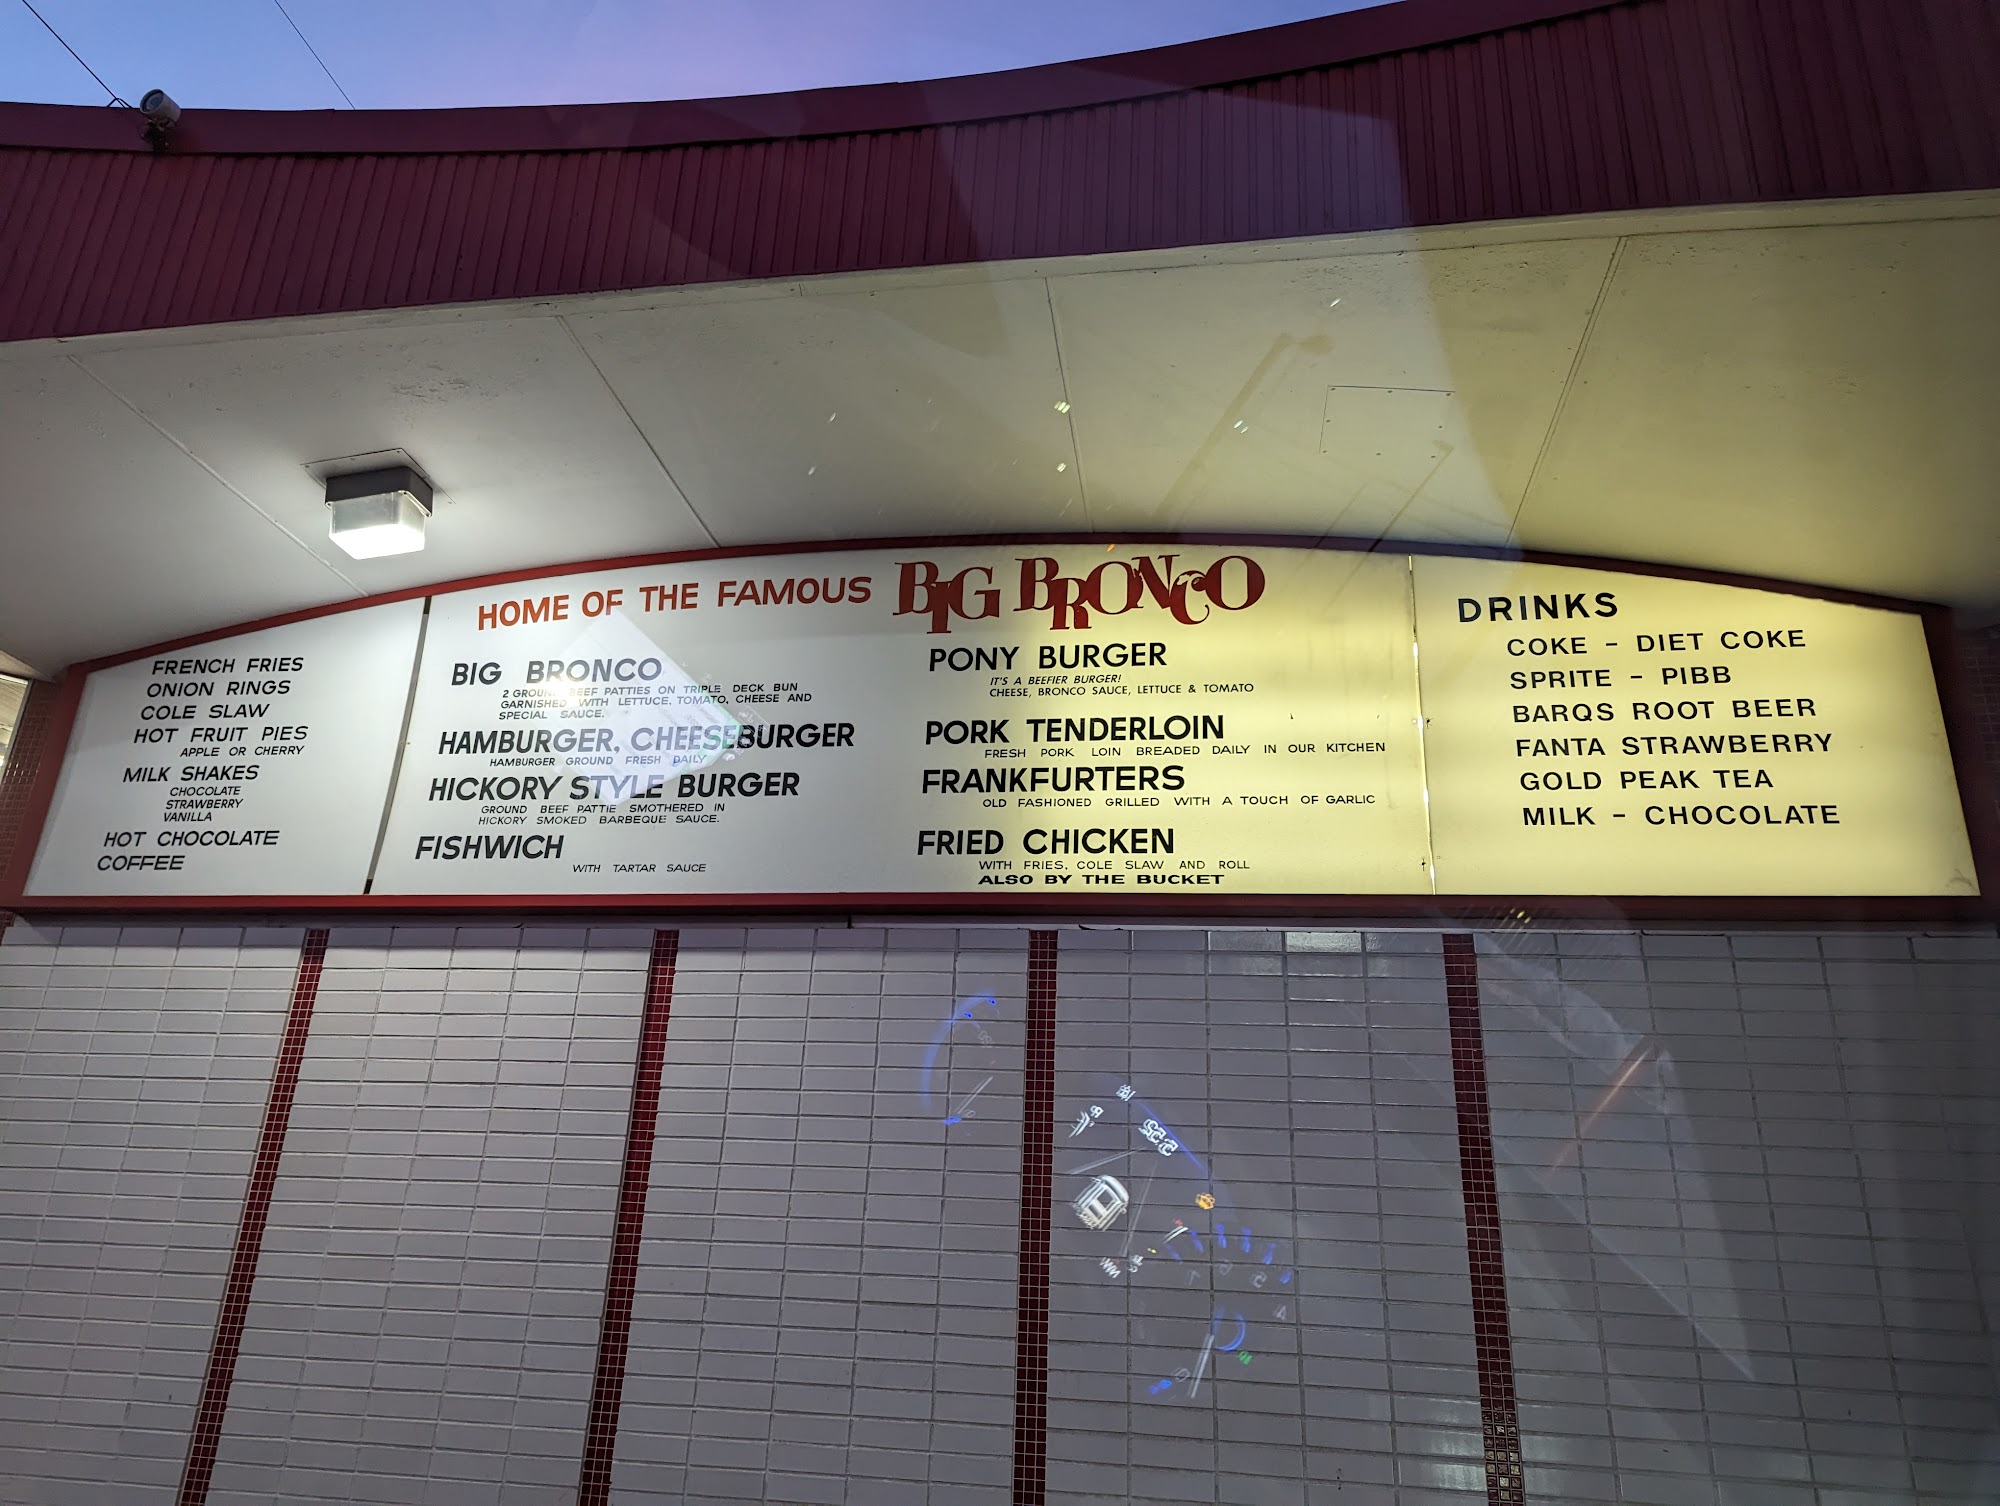 HOME OF THE FAMOUS BIG BRONCO
FRENCH FRIES
ONION RINGS
COLE SLAW
HOT FRUIT PIES
APPLE OR CHERRY
MILK SHAKES
CHOCOLATE
STRAWBERRY
VANILLA
HOT CHOCOLATE
COFFEE
BIG BRONCO
2 GROUND BEEF PATTIES ON TRIPLE DECK BUN
GARNISHED WITH LETTUCE, TOMATO, CHEESE AND
SPECIAL SAUCE.
HAMBURGER, CHEESEBURGER
HAMBURGER GROUND FRESH DAILY
HICKORY STYLE BURGER
GROUND BEEF PATTIE SMOTHERED IN
HICKORY SMOKED BARBEQUE SAUCE.
FISHWICH
WITH TARTAR SAUCE
PONY BURGER
IT'S A BEEFIER BURGER!
CHEESE, BRONCO SAUCE, LETTUCE & TOMATO
PORK TENDERLOIN
FRESH PORK LOIN BREADED DAILY IN OUR KITCHEN
FRANKFURTERS
OLD FASHIONED GRILLED WITH A TOUCH OF GARLIC
FRIED CHICKEN
WITH FRIES, COLE SLAW AND ROLL
ALSO BY THE BUCKET
DRINKS
COKE - DIET COKE
SPRITE - PIBB
BARQS ROOT BEER
FANTA STRAWBERRY
GOLD PEAK TEA
MILK - CHOCOLATE